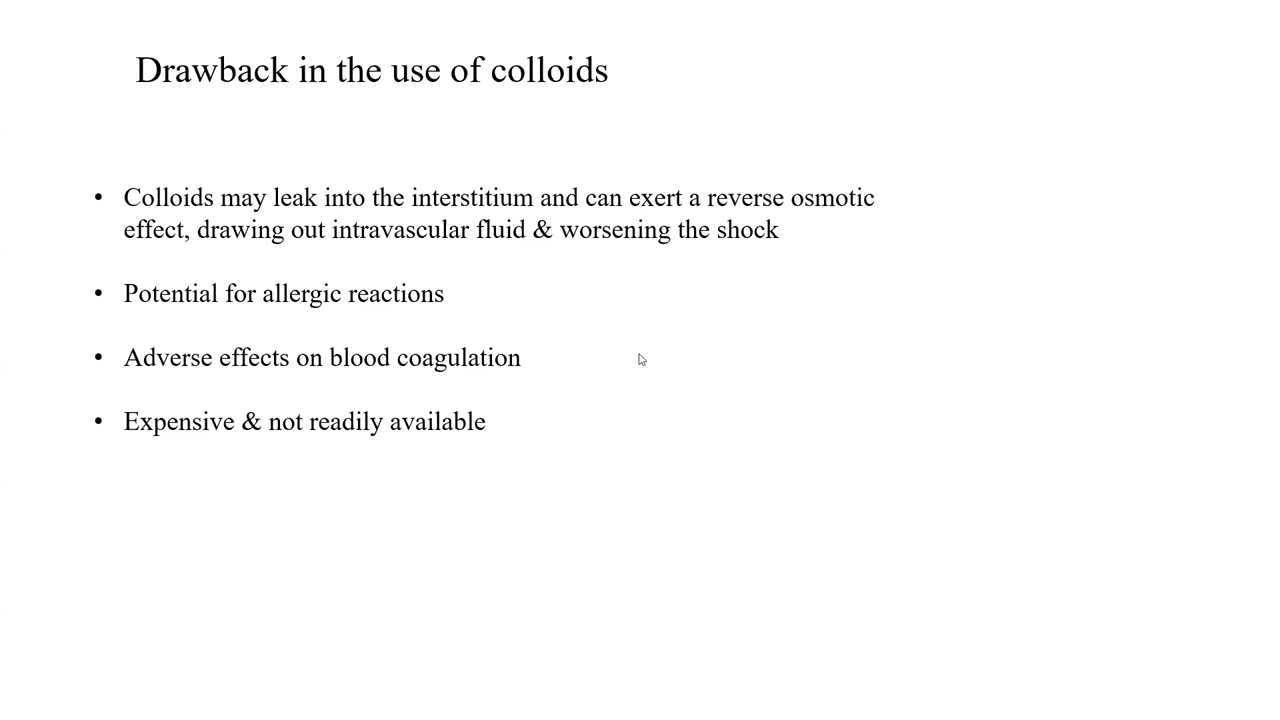 Drawback in the use of colloids
• Colloids may leak into the interstitium and can exert a reverse osmotic
effect, drawing out intravascular fluid & worsening the shock
• Potential for allergic reactions
• Adverse effects on blood coagulation
• Expensive & not readily available